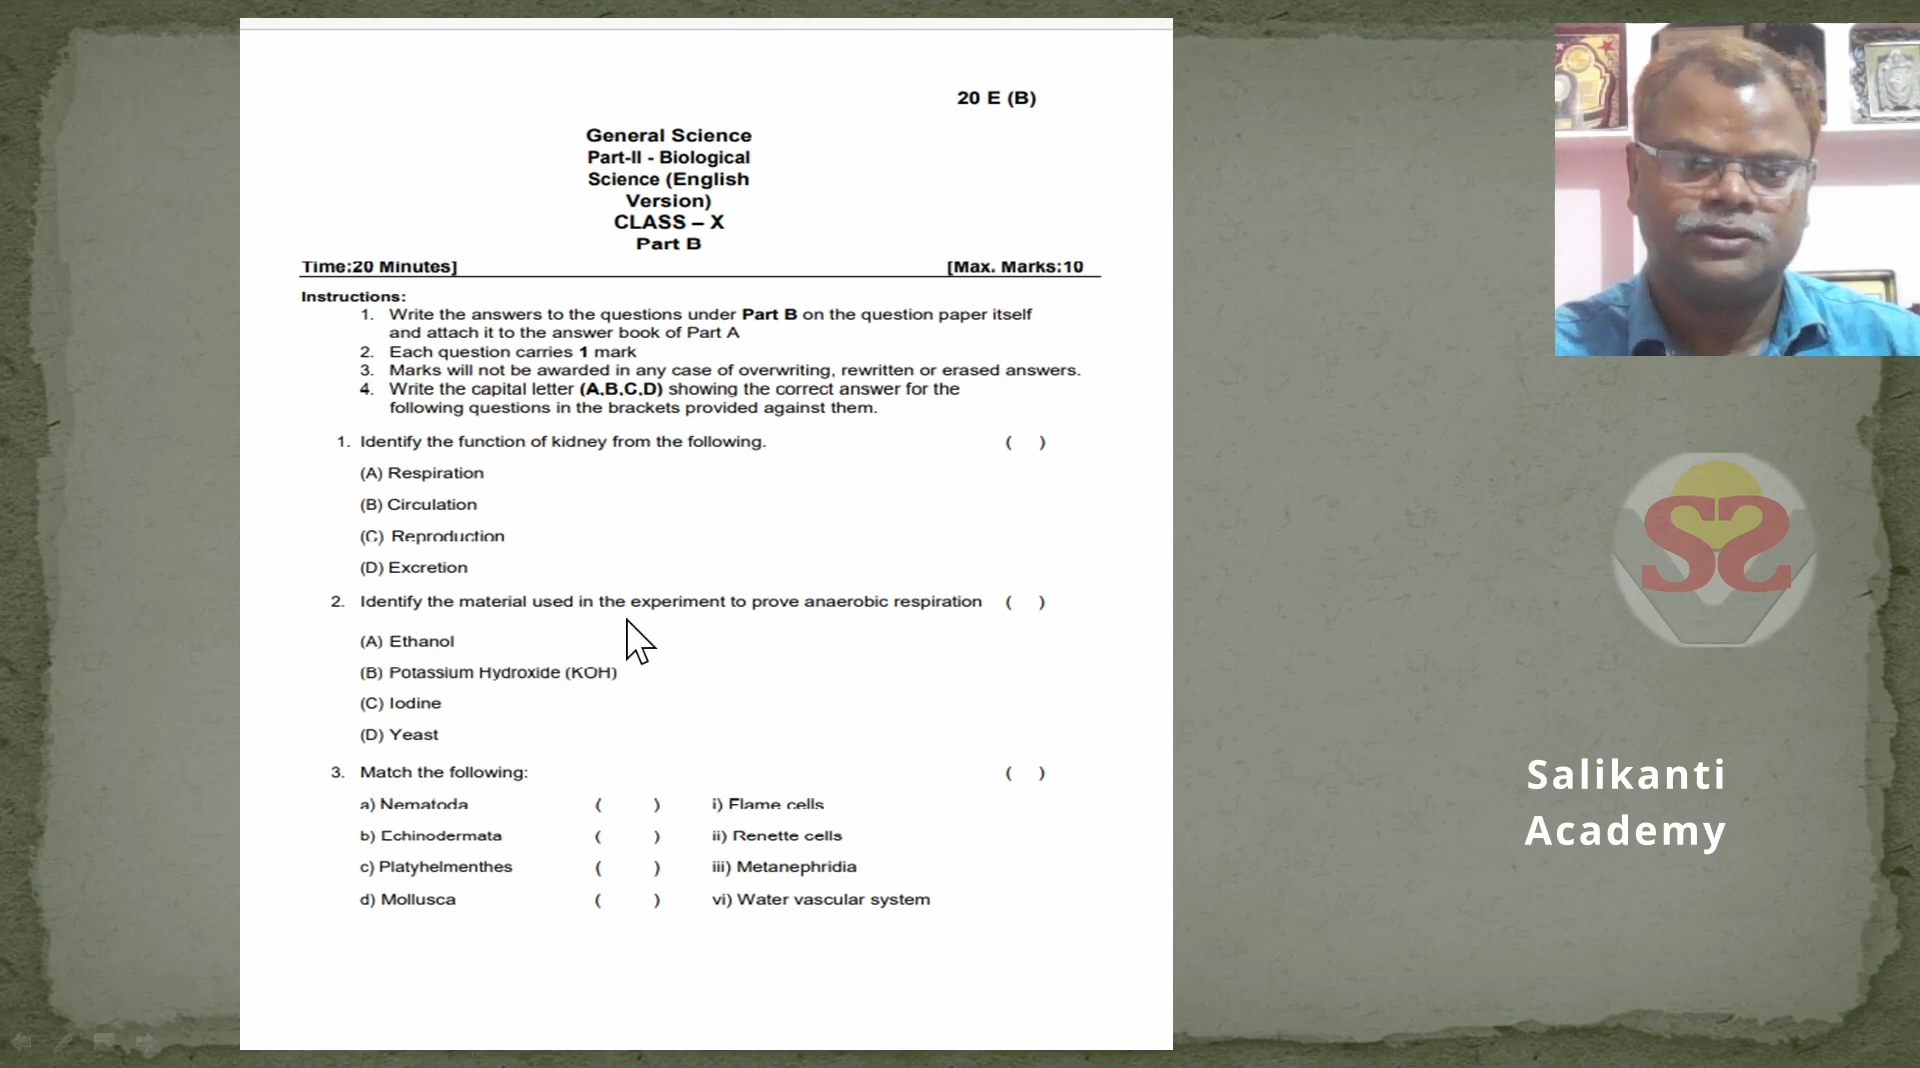 20 E (B)
General Science
Part-II - Biological
Science (English
Version)
CLASS – X
Part B
Time:20 Minutes]
[Max. Marks:10
Instructions:
1. Write the answers to the questions under Part B on the question paper itself
and attach it to the answer book of Part A
2. Each question carries 1 mark
3. Marks will not be awarded in any case of overwriting, rewritten or erased answers.
4. Write the capital letter (A,B,C,D) showing the correct answer for the
following questions in the brackets provided against them.
1. Identify the function of kidney from the following. ( )
(A) Respiration
(B) Circulation
(C) Reproduction
(D) Excretion
2. Identify the material used in the experiment to prove anaerobic respiration ( )
(A) Ethanol
(B) Potassium Hydroxide (KOH)
(C) Iodine
(D) Yeast
3. Match the following: ( )
a) Nematoda ( ) i) Flame cells
b) Echinodermata ( ) ii) Renette cells
c) Platyhelmenthes ( ) iii) Metanephridia
d) Mollusca ( ) vi) Water vascular system
Salikanti
Academy